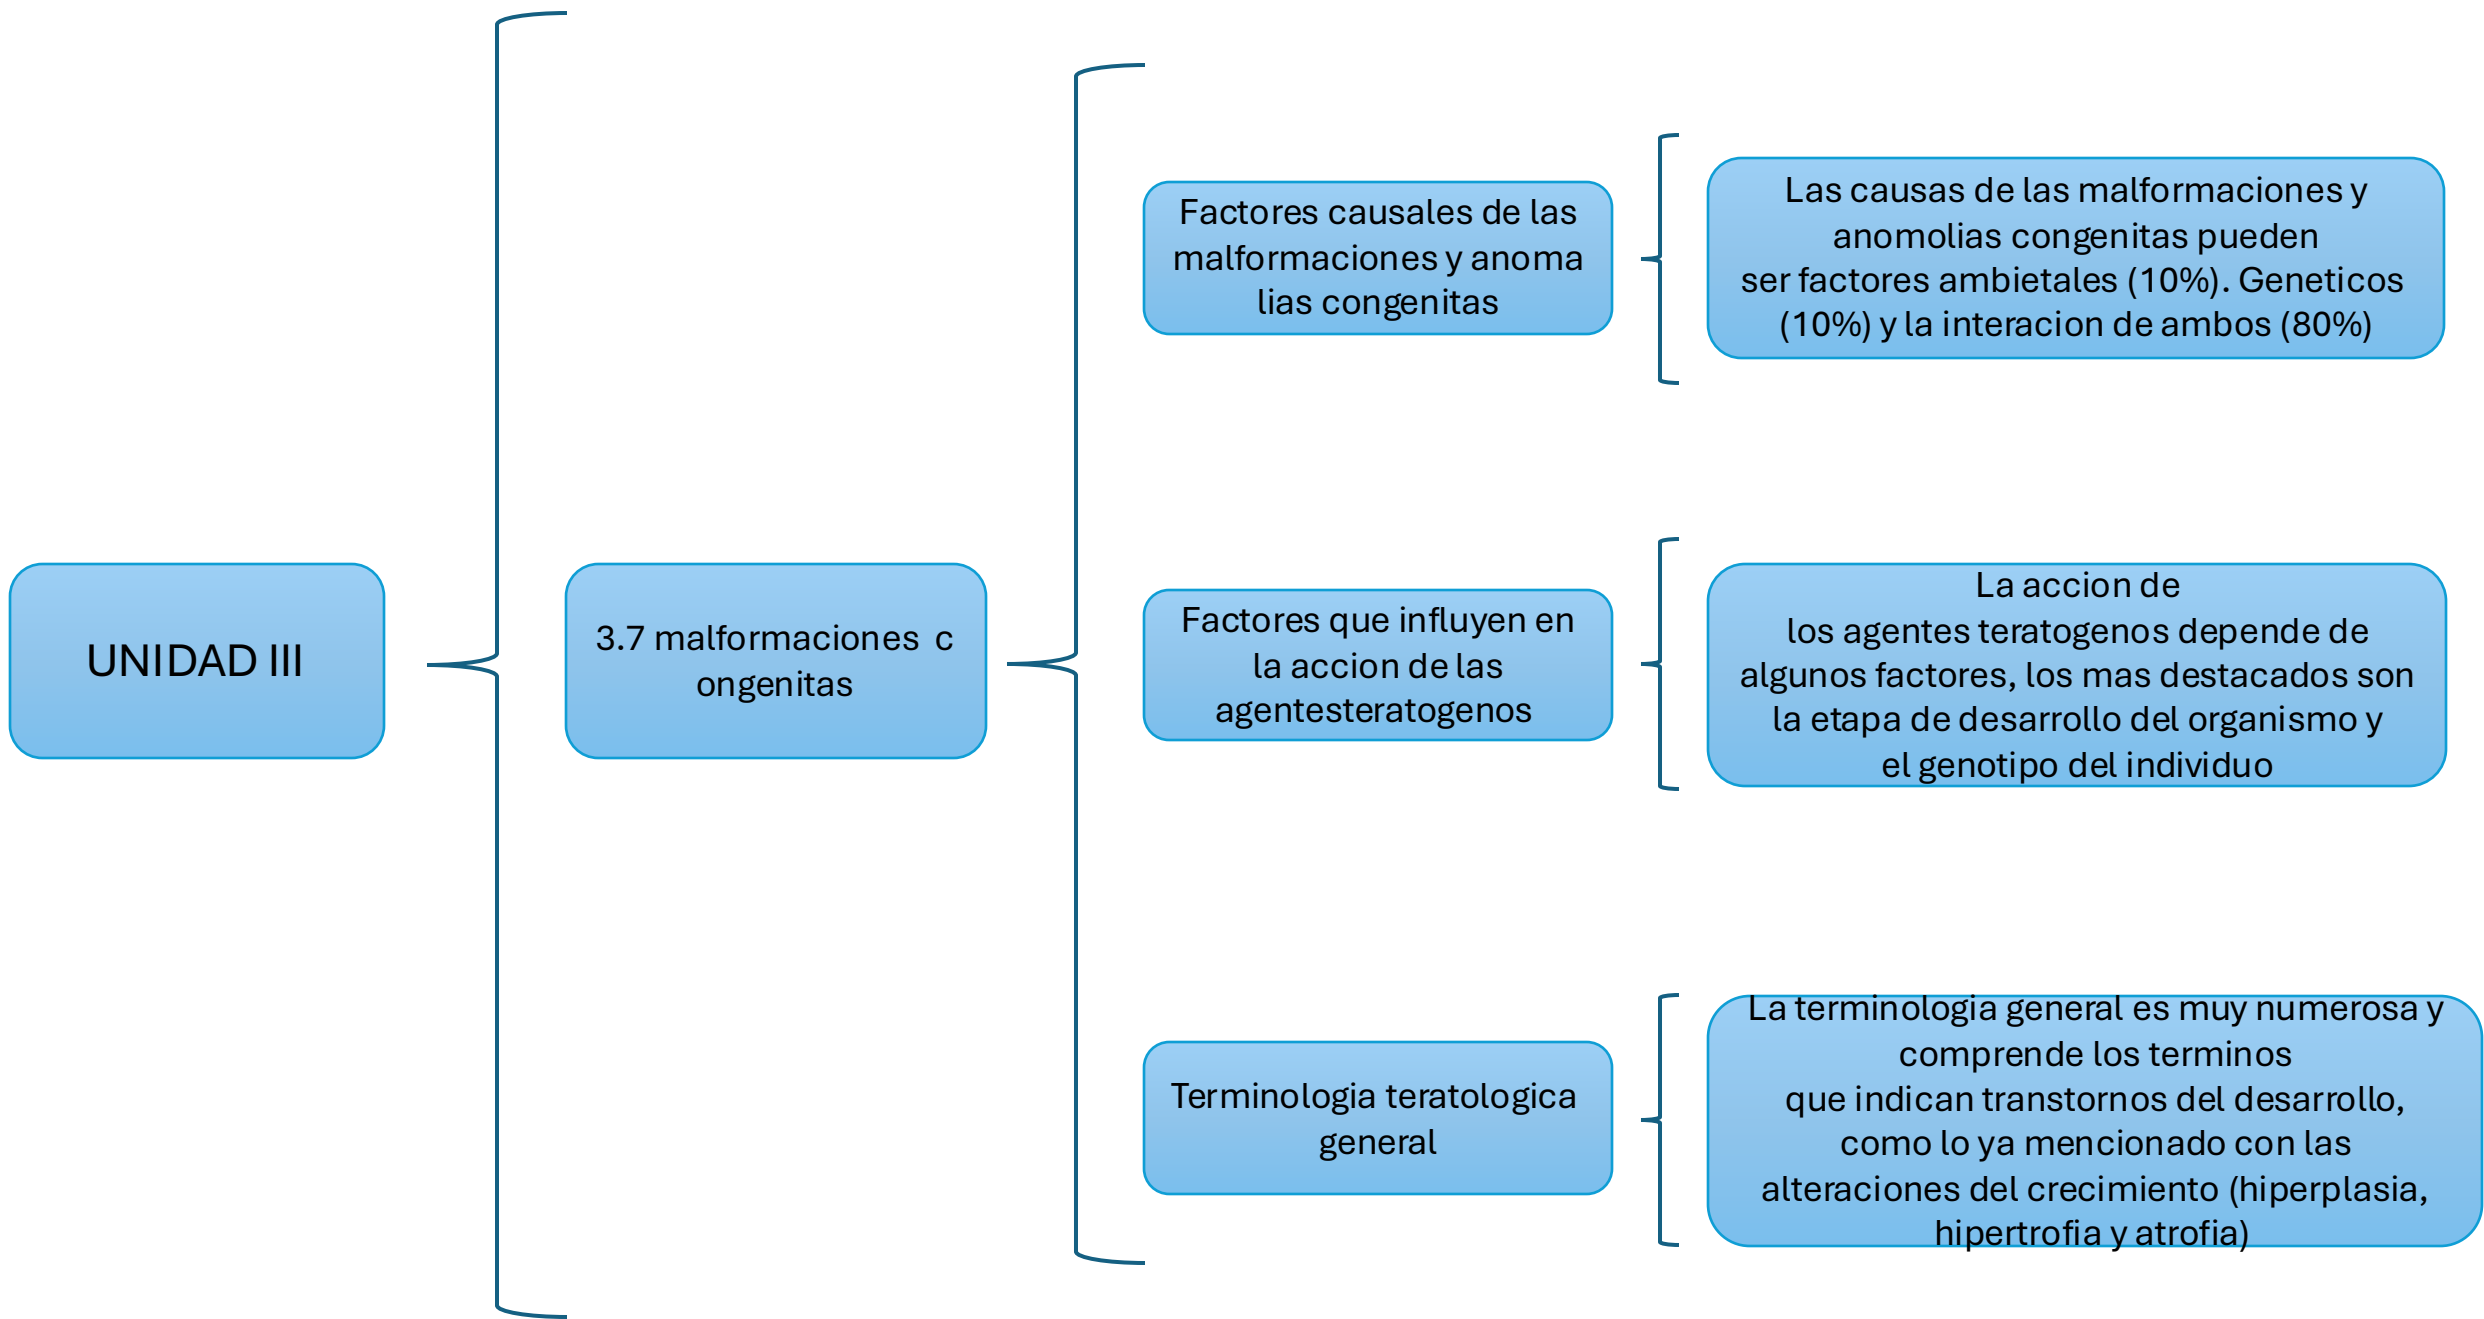 UNIDAD III
3.7 malformaciones  c
ongenitas
Factores causales de las
malformaciones y anoma
lias congenitas
Las causas de las malformaciones y
anomolias congenitas pueden
ser factores ambietales (10%). Geneticos
(10%) y la interacion de ambos (80%)
Factores que influyen en
la accion de las
agentesteratogenos
La accion de
los agentes teratogenos depende de
algunos factores, los mas destacados son
la etapa de desarrollo del organismo y
el genotipo del individuo
Terminologia teratologica
general
La terminologia general es muy numerosa y
comprende los terminos
que indican transtornos del desarrollo,
como lo ya mencionado con las
alteraciones del crecimiento (hiperplasia,
hipertrofia y atrofia)